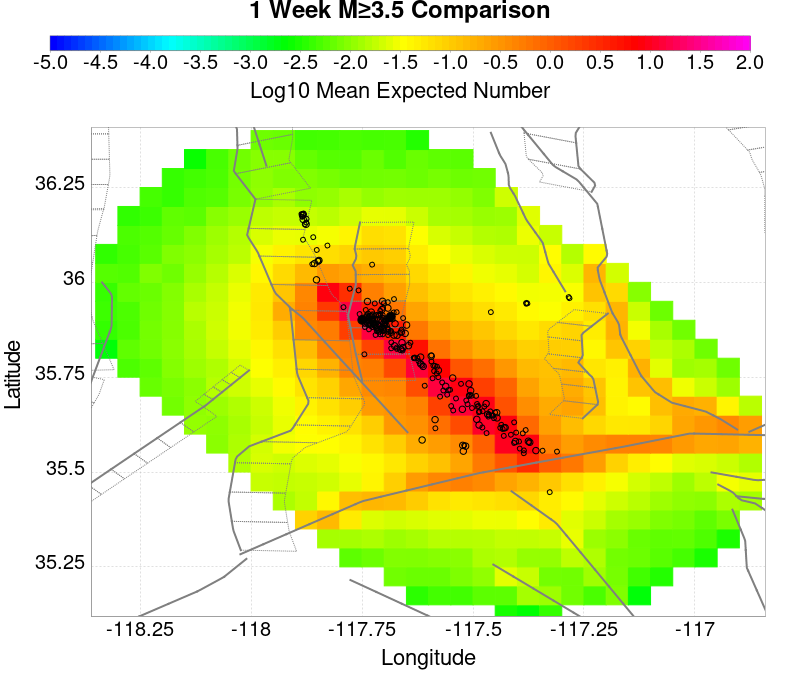 1 Week M≥3.5 Comparison
-5.0 -4.5 -4.0 -3.5 -3.0 -2.5 -2.0 -1.5 -1.0 -0.5 0.0 0.5 1.0 1.5 2.0
Log10 Mean Expected Number
36.25
36
35.75
35.5
35.25
Latitude
-118.25 -118 -117.75 -117.5 -117.25 -117
Longitude